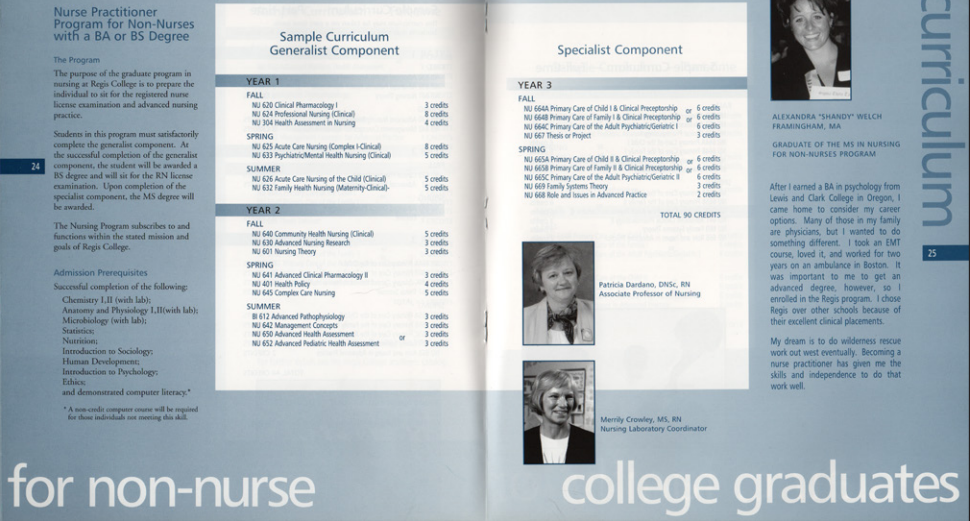 Nurse Practitioner
Program for Non-Nurses
with a BA or BS Degree
The Program
The purpose of the graduate program in
nursing at Regis College is to prepare the
individual to sit for the registered nurse
license examination and advanced nursing
practice.
Students in this program must satisfactorily
complete the generalist component. At
the successful completion of the generalist
component, the student will be awarded a
BS degree and will sit for the RN license
examination. Upon completion of the
specialist component, the MS degree will
be awarded.
The Nursing Program subscribes to and
functions within the stated mission and
goals of Regis College.
Admission Prerequisites
Successful completion of the following:
Chemistry I,II (with lab);
Anatomy and Physiology I,II(with lab);
Microbiology (with lab);
Statistics;
Nutrition;
Introduction to Sociology;
Human Development;
Introduction to Psychology;
Ethics;
and demonstrated computer literacy.*
* A non-credit computer course will be required
for those individuals not meeting this skill.
24
Sample Curriculum
Generalist Component
YEAR 1
FALL
NU 620 Clinical Pharmacology I 3 credits
NU 624 Professional Nursing (Clinical) 8 credits
NU 304 Health Assessment in Nursing 4 credits
SPRING
NU 625 Acute Care Nursing (Complex I-Clinical) 8 credits
NU 633 Psychiatric/Mental Health Nursing (Clinical) 5 credits
SUMMER
NU 626 Acute Care Nursing of the Child (Clinical) 5 credits
NU 632 Family Health Nursing (Maternity-Clinical)- 5 credits
YEAR 2
FALL
NU 640 Community Health Nursing (Clinical) 5 credits
NU 630 Advanced Nursing Research 3 credits
NU 601 Nursing Theory 3 credits
SPRING
NU 641 Advanced Clinical Pharmacology II 3 credits
NU 401 Health Policy 4 credits
NU 645 Complex Care Nursing 5 credits
SUMMER
BI 612 Advanced Pathophysiology 3 credits
NU 642 Management Concepts 3 credits
NU 650 Advanced Health Assessment or 3 credits
NU 652 Advanced Pediatric Health Assessment 3 credits
Specialist Component
YEAR 3
FALL
NU 664A Primary Care of Child I & Clinical Preceptorship or 6 credits
NU 664B Primary Care of Family I & Clinical Preceptorship or 6 credits
NU 664C Primary Care of the Adult Psychiatric/Geriatric I 6 credits
NU 667 Thesis or Project 3 credits
SPRING
NU 665A Primary Care of Child II & Clinical Preceptorship or 6 credits
NU 665B Primary Care of Family II & Clinical Preceptorship or 6 credits
NU 665C Primary Care of the Adult Psychiatric/Geriatric II 6 credits
NU 669 Family Systems Theory 3 credits
NU 668 Role and Issues in Advanced Practice 2 credits
TOTAL 90 CREDITS
Patricia Dardano, DNSc, RN
Associate Professor of Nursing
Merrily Crowley, MS, RN
Nursing Laboratory Coordinator
ALEXANDRA "SHANDY" WELCH
FRAMINGHAM, MA
GRADUATE OF THE MS IN NURSING
FOR NON-NURSES PROGRAM
After I earned a BA in psychology from
Lewis and Clark College in Oregon, I
came home to consider my career
options. Many of those in my family
are physicians, but I wanted to do
something different. I took an EMT
course, loved it, and worked for two
years on an ambulance in Boston. It
was important to me to get an
advanced degree, however, so I
enrolled in the Regis program. I chose
Regis over other schools because of
their excellent clinical placements.
My dream is to do wilderness rescue
work out west eventually. Becoming a
nurse practitioner has given me the
skills and independence to do that
work well.
curriculum
25
for non-nurse
college graduates